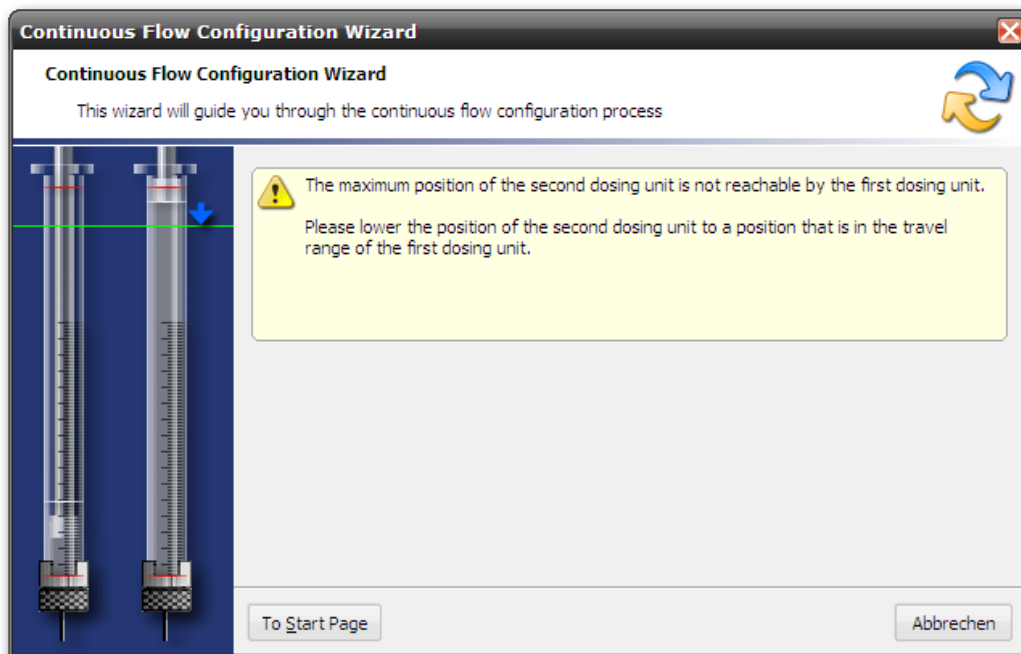 Continuous Flow Configuration Wizard
Continuous Flow Configuration Wizard
This wizard will guide you through the continuous flow configuration process
The maximum position of the second dosing unit is not reachable by the first dosing unit.
Please lower the position of the second dosing unit to a position that is in the travel
range of the first dosing unit.
To Start Page
Abbrechen